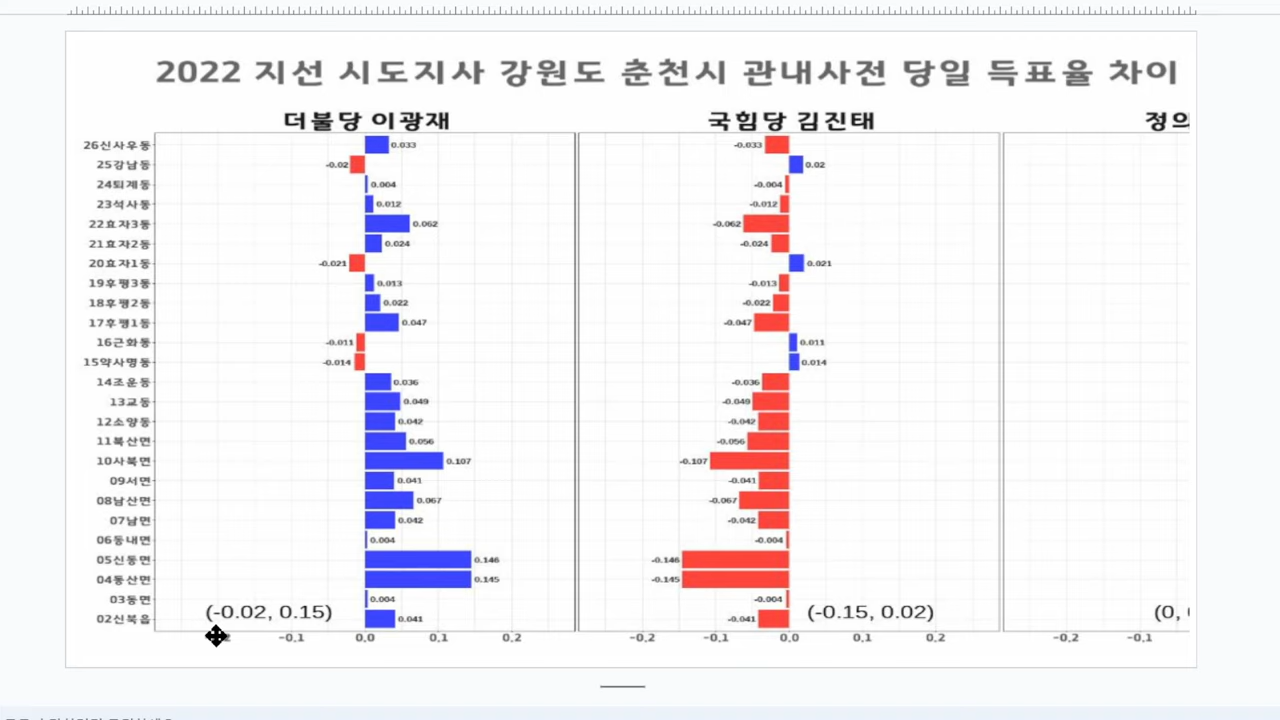 2022 지선 시도지사 강원도 춘천시 관내사전 당일 득표율 차이
더불당 이광재 국힘당 김진태 정의
26신사우동 0.033 -0.033
25강남동 -0.02 0.02
24퇴계동 0.004 -0.004
23석사동 0.012 -0.012
22효자3동 0.062 -0.062
21효자2동 0.024 -0.024
20효자1동 -0.021 0.021
19후평3동 0.013 -0.013
18후평2동 0.022 -0.022
17후평1동 0.047 -0.047
16근화동 -0.011 0.011
15약사명동 -0.014 0.014
14조운동 0.036 -0.036
13교동 0.049 -0.049
12소양동 0.042 -0.042
11북산면 0.056 -0.056
10사북면 0.107 -0.107
09서면 0.041 -0.041
08남산면 0.067 -0.067
07남면 0.042 -0.042
06동내면 0.004 -0.004
05신동면 0.146 -0.146
04동산면 0.145 -0.145
03동면 0.004 -0.004
02신북읍 (-0.02, 0.15) 0.041 -0.041 (-0.15, 0.02) (0,
-0.1 0.0 0.1 0.2 -0.2 -0.1 0.0 0.1 0.2 -0.2 -0.1